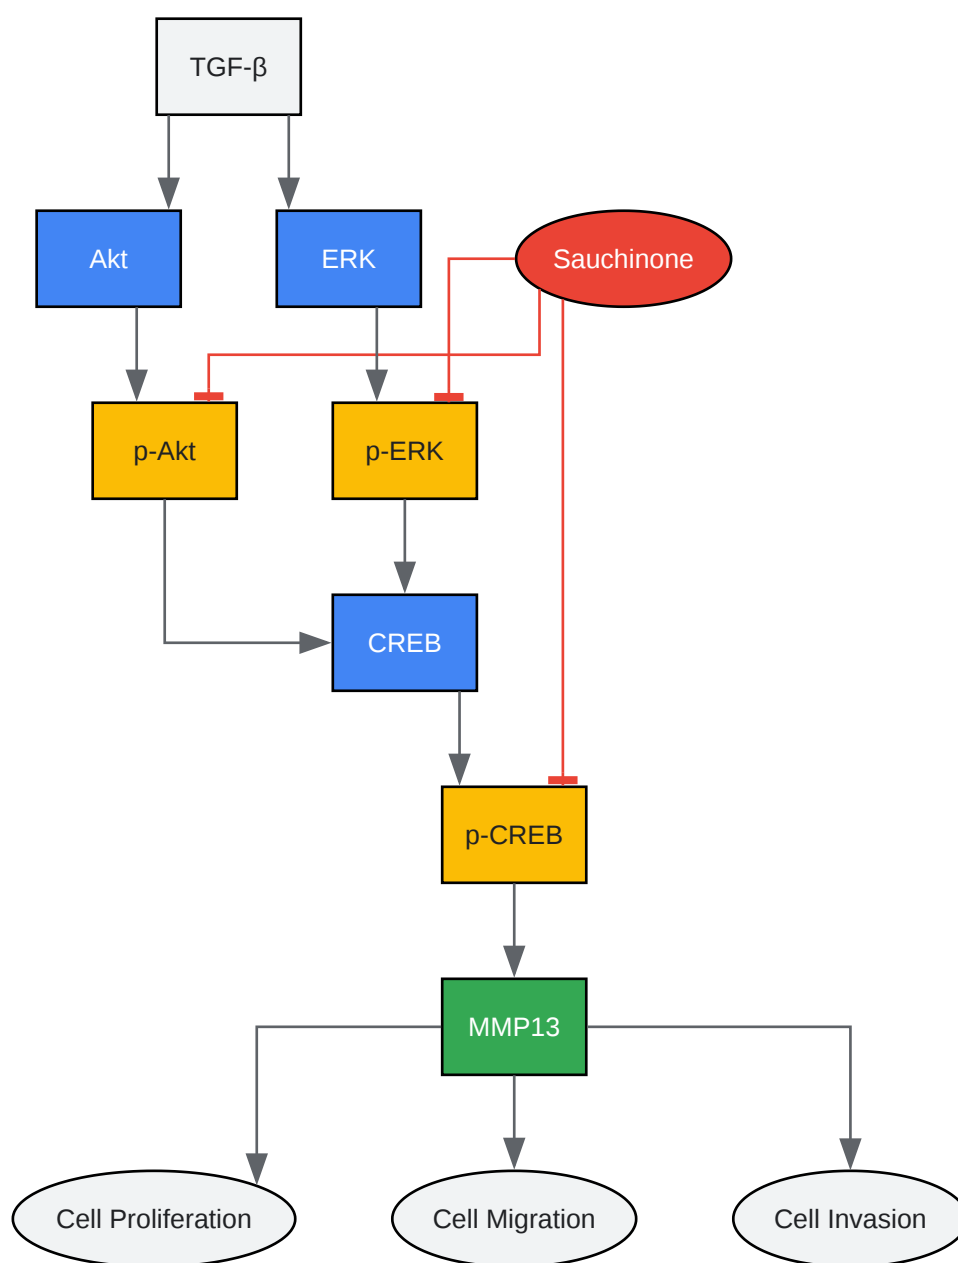 TGF-β
Akt
ERK
Sauchinone
p-Akt
p-ERK
CREB
p-CREB
MMP13
Cell Proliferation
Cell Migration
Cell Invasion